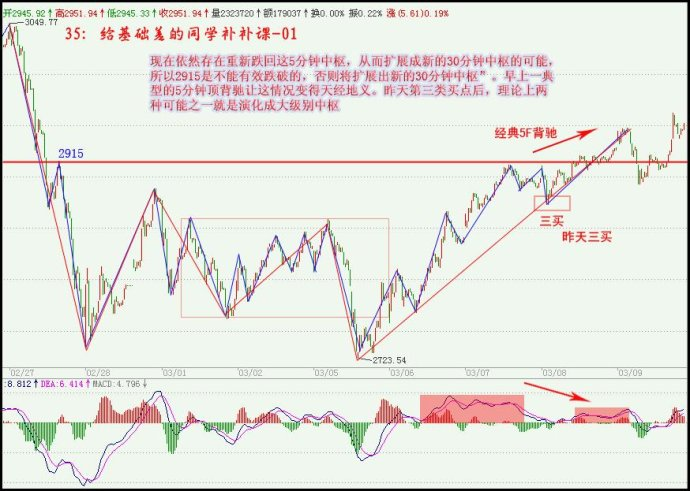 开2945.92↑高2951.94↑低2945.33↑收2951.94↑量2323720↑额179037↑换0.00% 振0.22% 涨(5.61)0.19%
3049.77
35: 给基础差的同学补补课-01
现在依然存在重新跌回这5分钟中枢，从而扩展成新的30分钟中枢的可能，
所以2915是不能有效跌破的，否则将扩展出新的30分钟中枢”。早上一典
型的5分钟顶背驰让这情况变得天经地义。昨天第三类买点后，理论上两
种可能之一就是演化成大级别中枢
经典5F背驰
2915
三买
昨天三买
2723.54
02/27 02/28 03/01 03/02 03/05 03/06 03/07 03/08 03/09
:8.812↑DEA:6.414↑MACD:4.796↓